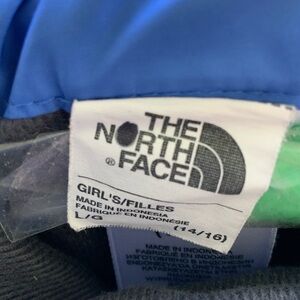 THE
NORTH
FACE
®
GIRL'S/FILLES
MADE IN INDONESIA
FABRIQUÉ EN INDONÉSIE
L/G (14/16)
MADE IN INDONESIA